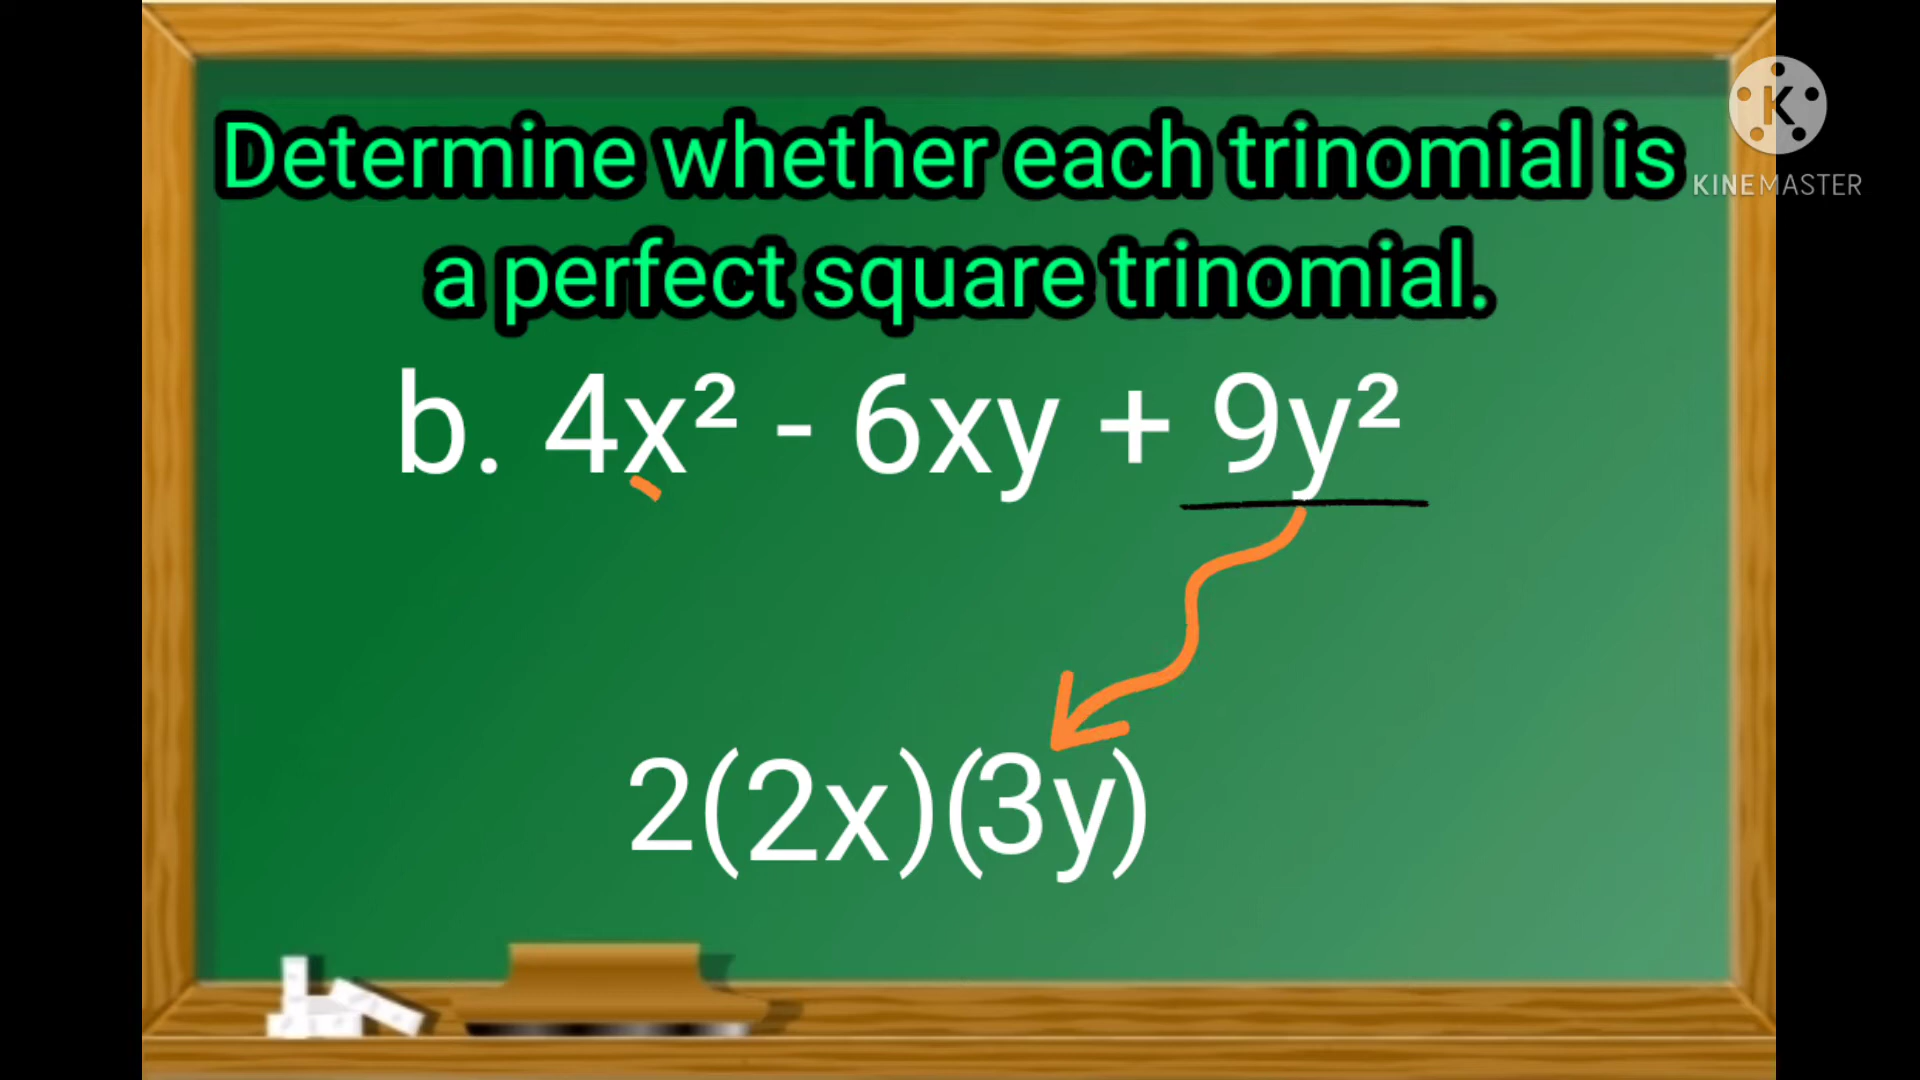 Determine whether each trinomial is
a perfect square trinomial.
K
KINEMASTER
b. 4x² - 6xy + 9y²
2(2x)(3y)